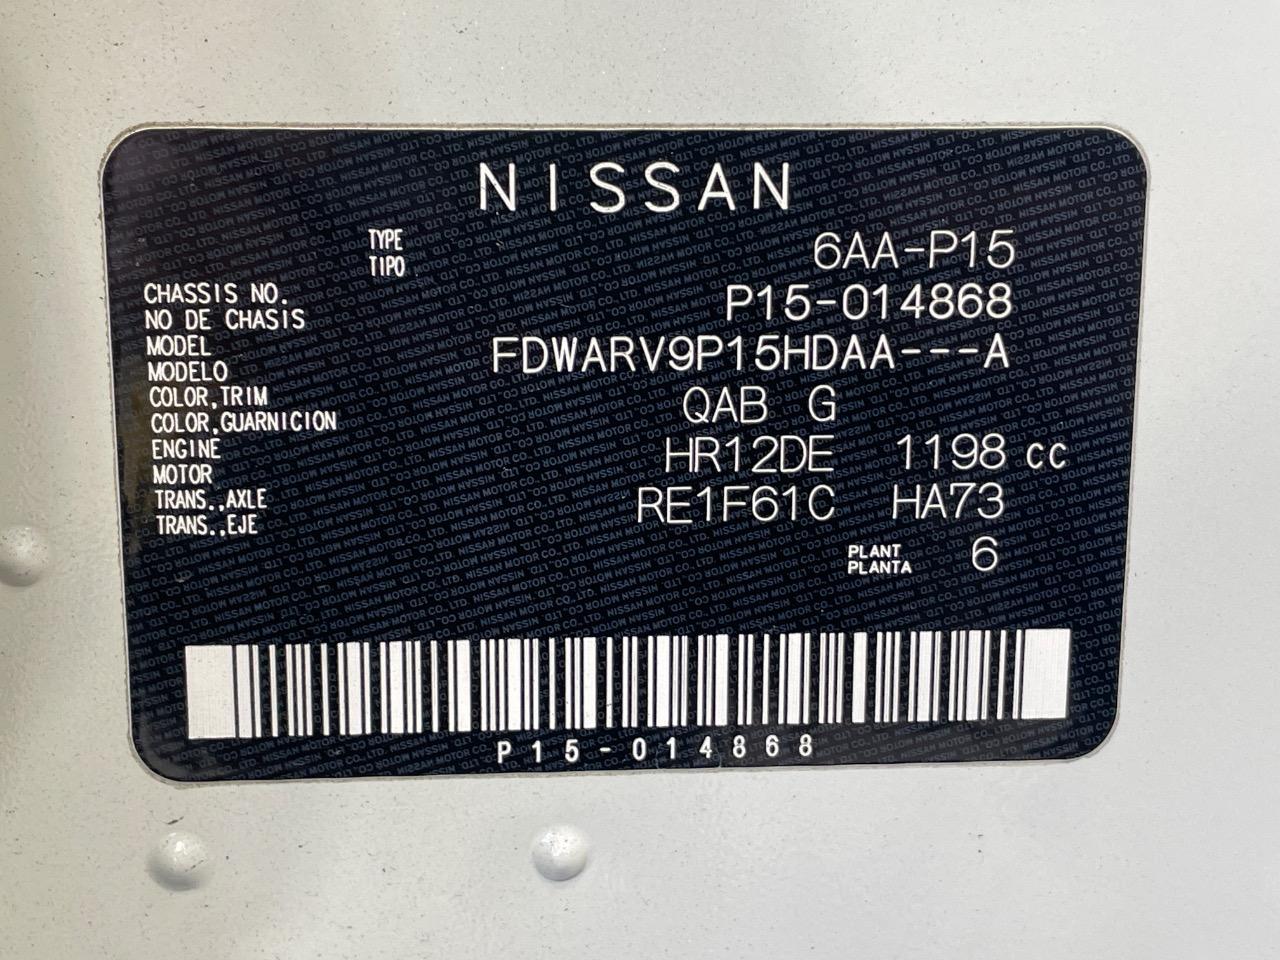 NISSAN
TYPE 6AA-P15
TIPO
CHASSIS NO. P15-014868
NO DE CHASIS
MODEL FDWARV9P15HDAA---A
MODELO
COLOR,TRIM QAB G
COLOR,GUARNICION
ENGINE HR12DE 1198 cc
MOTOR
TRANS.,AXLE RE1F61C HA73
TRANS.,EJE
PLANT 6
PLANTA
P15-014868